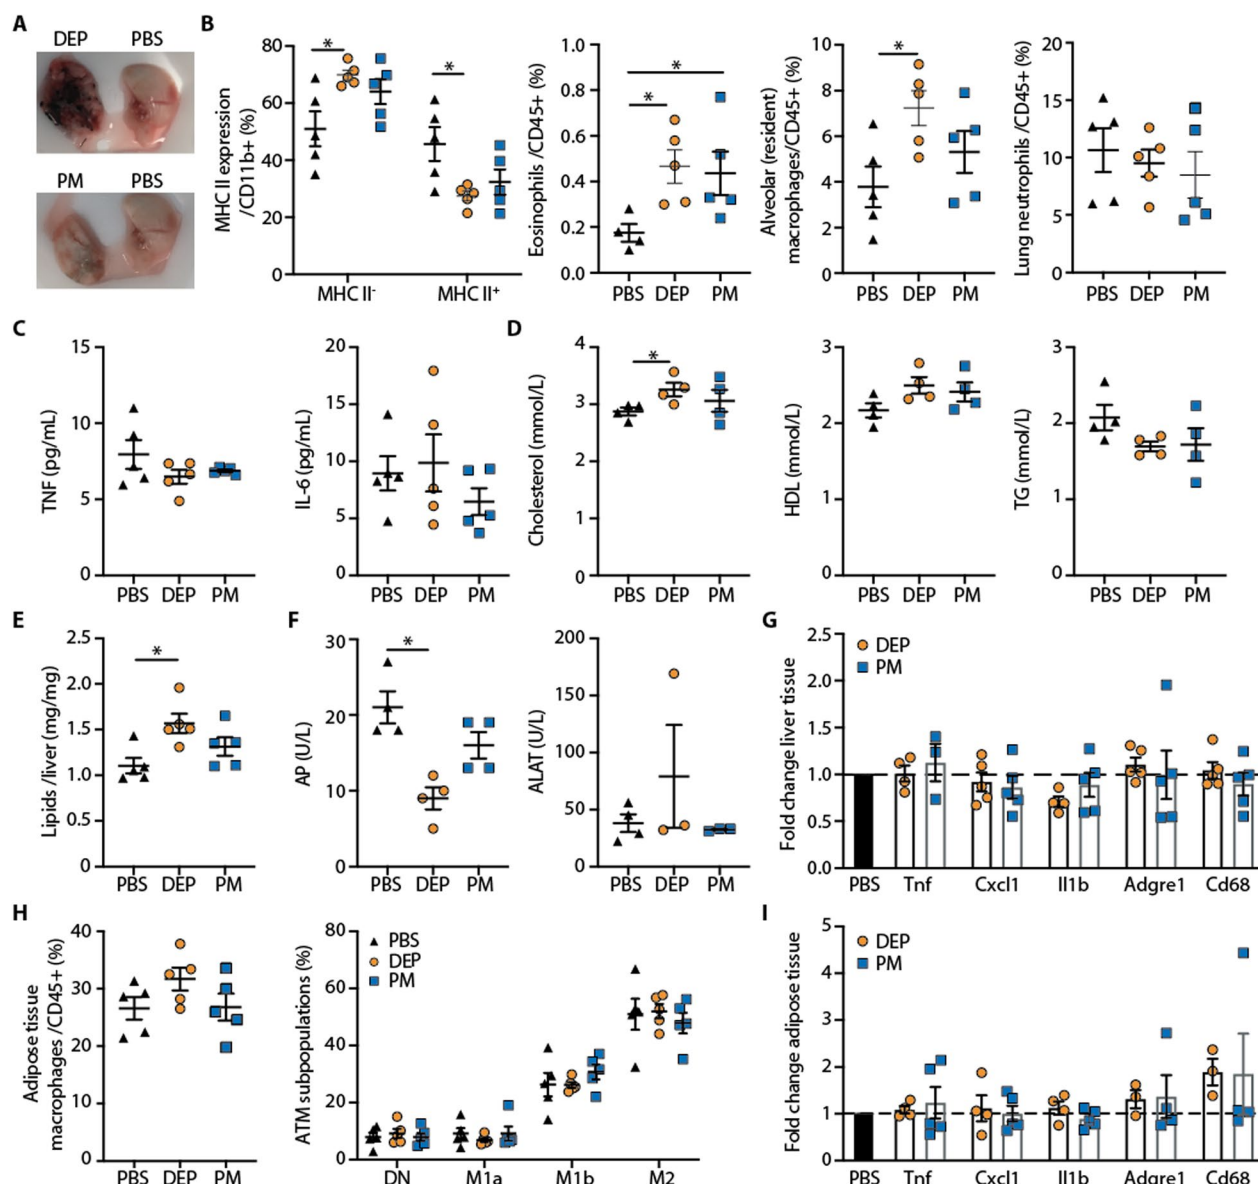 A
DEP PBS
PM PBS
B
MHC II expression
/CD11b+ (%)
80
60
40
20
0
*
*
MHC II-
MHC II+
Eosinophils /CD45+ (%)
1.0
0.8
0.6
0.4
0.2
0.0
*
*
PBS DEP PM
Alveolar (resident)
macrophages/CD45+ (%)
10
8
6
4
2
0
*
PBS DEP PM
Lung neutrophils /CD45+ (%)
20
15
10
5
0
PBS DEP PM
C
TNF (pg/mL)
15
10
5
0
PBS DEP PM
IL-6 (pg/mL)
20
15
10
5
0
PBS DEP PM
D
Cholesterol (mmol/L)
4
3
2
1
0
*
PBS DEP PM
HDL (mmol/L)
3
2
1
0
PBS DEP PM
TG (mmol/L)
3
2
1
0
PBS DEP PM
E
Lipids /liver (mg/mg)
2.5
2.0
1.5
1.0
0.5
0
*
PBS DEP PM
F
AP (U/L)
30
20
10
0
*
PBS DEP PM
ALAT (U/L)
200
150
100
50
0
PBS DEP PM
G
Fold change liver tissue
2.5
2.0
1.5
1.0
0.5
0.0
DEP
PM
PBS Tnf Cxcl1 Il1b Adgre1 Cd68
H
Adipose tissue
macrophages /CD45+ (%)
40
30
20
10
0
PBS DEP PM
ATM subpopulations (%)
80
60
40
20
0
PBS
DEP
PM
DN M1a M1b M2
I
Fold change adipose tissue
5
4
3
2
1
0
DEP
PM
PBS Tnf Cxcl1 Il1b Adgre1 Cd68